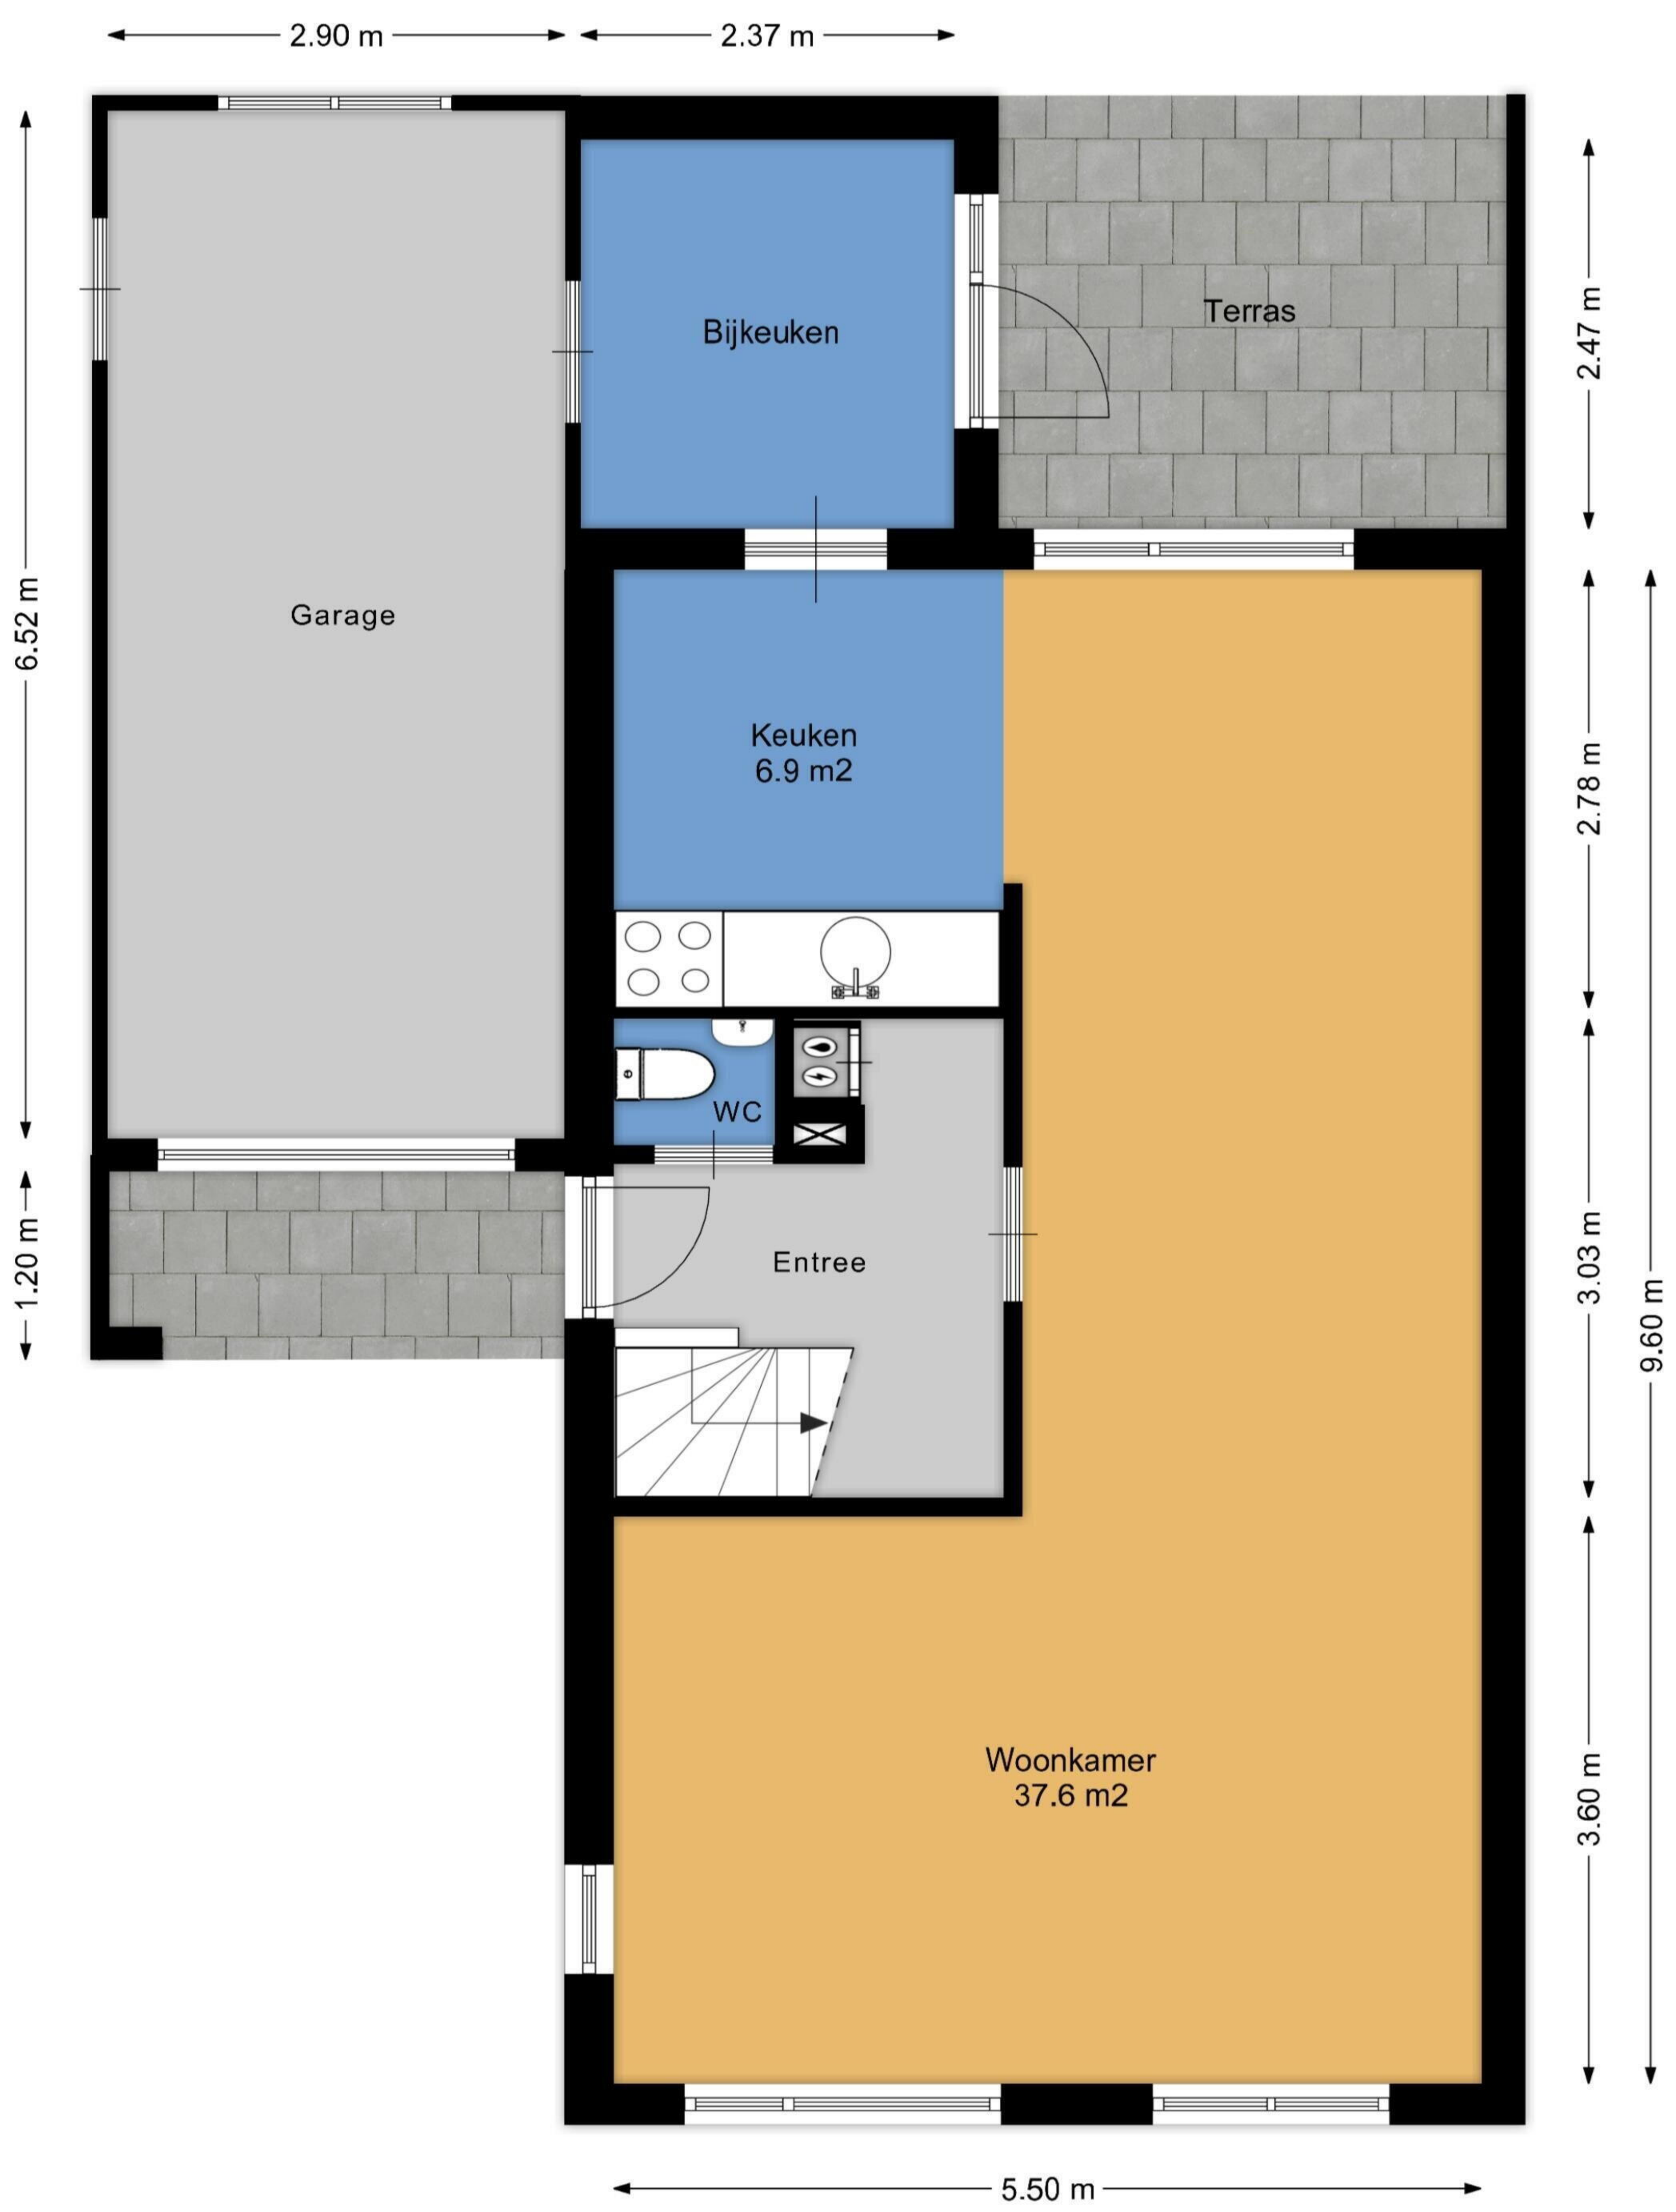 2.90 m
2.37 m
Terras
2.47 m
Bijkeuken
6.52 m
Garage
Keuken
6.9 m2
2.78 m
WC
1.20 m
Entree
3.03 m
9.60 m
Woonkamer
37.6 m2
3.60 m
5.50 m